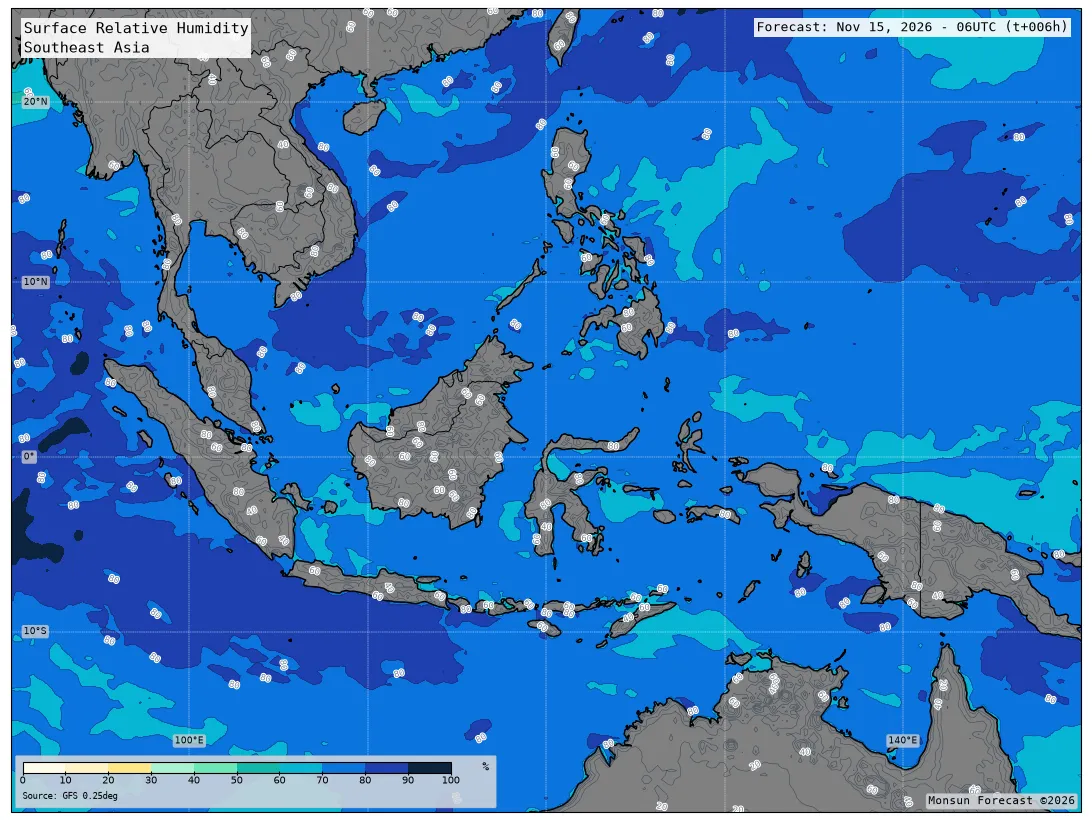 Surface Relative Humidity
Southeast Asia
Forecast: Nov 15, 2026 - 06UTC (t+006h)
20°N
10°N
0°
10°S
100°E
140°E
0 10 20 30 40 50 60 70 80 90 100 %
Source: GFS 0.25deg
Monsun Forecast ©2026